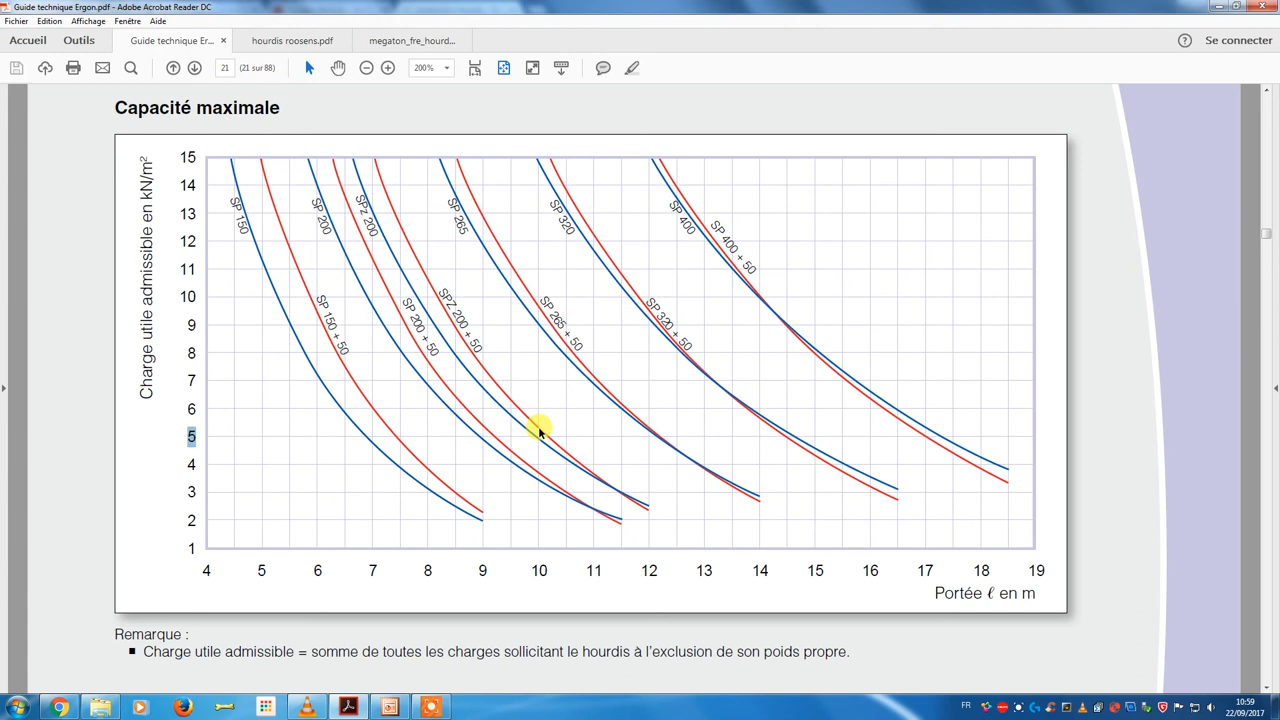 Guide technique Ergon.pdf - Adobe Acrobat Reader DC
Fichier Edition Affichage Fenêtre Aide
Accueil Outils Guide technique Er... × hourdis roosens.pdf megaton_fre_hourd... Se connecter
21 (21 sur 88) 200%
Capacité maximale
Charge utile admissible en kN/m²
15
14
13
12
11
10
9
8
7
6
5
4
3
2
1
SP 150
SP 150 + 50
SP 200
SP 200 + 50
SPz 200
SPZ 200 + 50
SP 265
SP 265 + 50
SP 320
SP 320 + 50
SP 400
SP 400 + 50
4 5 6 7 8 9 10 11 12 13 14 15 16 17 18 19
Portée ℓ en m
Remarque :
■ Charge utile admissible = somme de toutes les charges sollicitant le hourdis à l'exclusion de son poids propre.
FR 10:59
22/09/2017